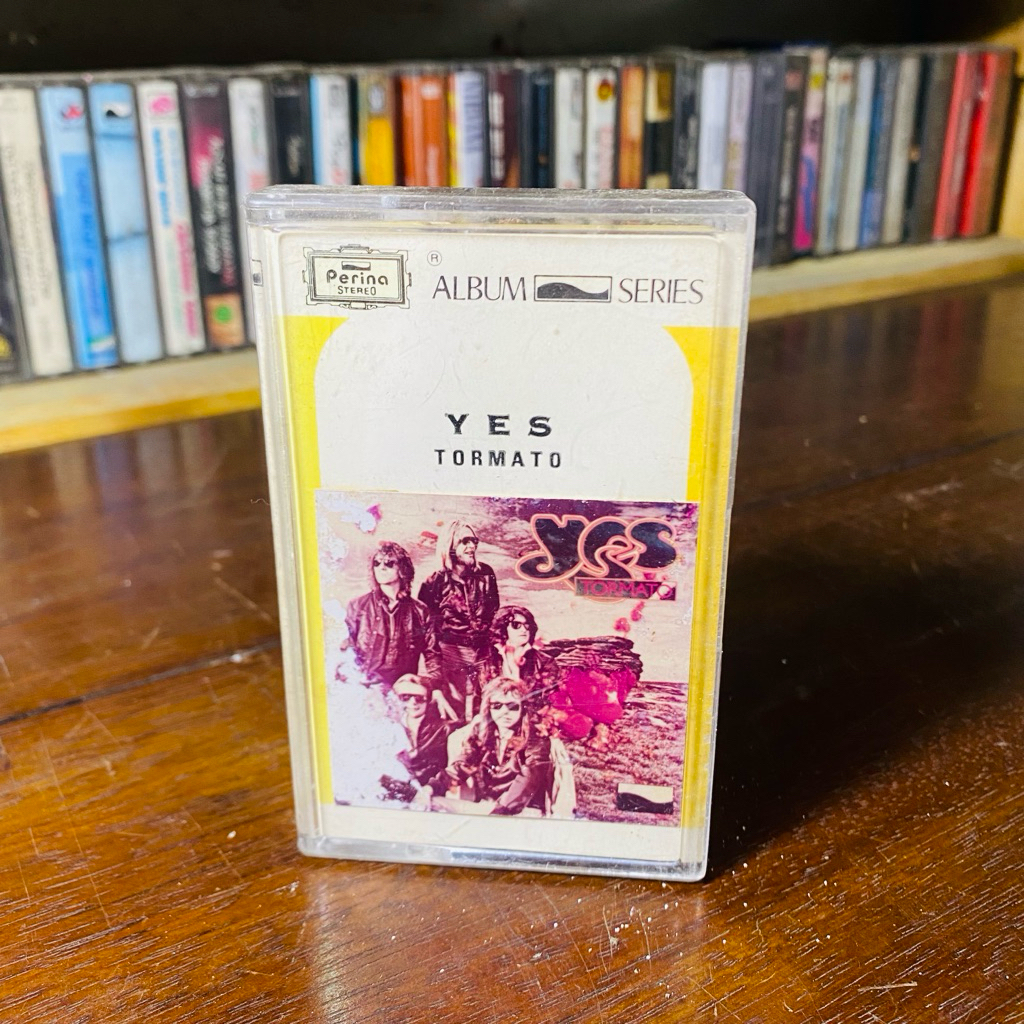 Perina
STEREO
®
ALBUM SERIES
YES
TORMATO
YES
TORMATO